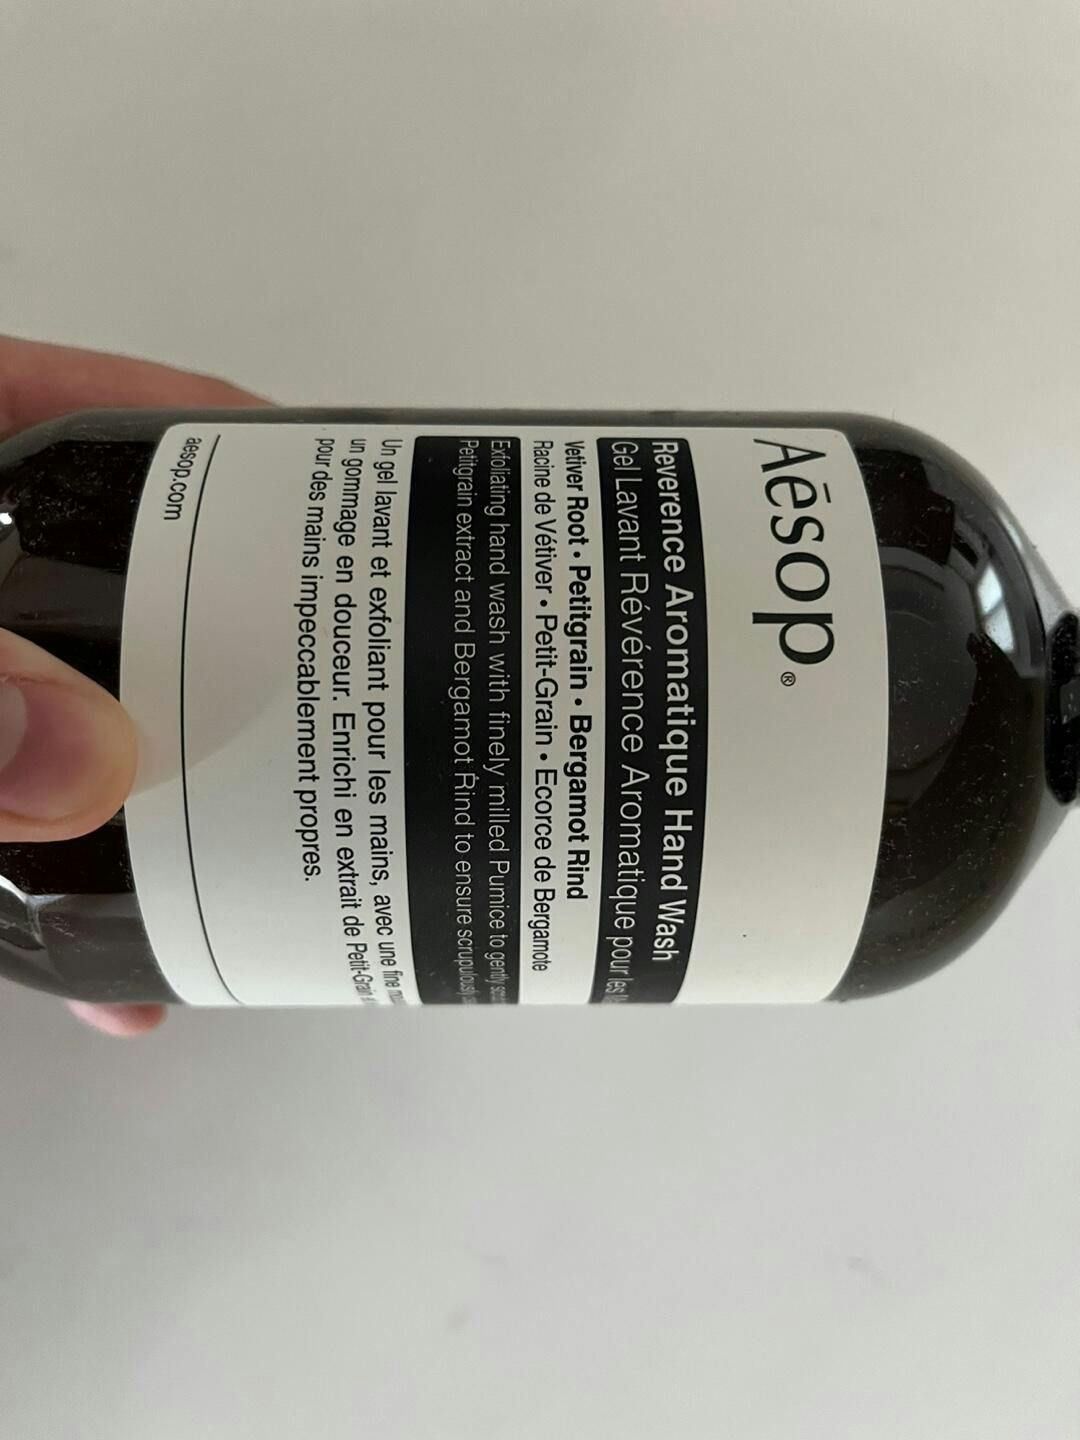 Aēsop®
Reverence Aromatique Hand Wash
Gel Lavant Révérence Aromatique pour les
Vetiver Root • Petitgrain • Bergamot Rind
Racine de Vétiver • Petit-Grain • Ecorce de Bergamote
Exfoliating hand wash with finely milled Pumice to gently
Petitgrain extract and Bergamot Rind to ensure scrupulously
Un gel lavant et exfoliant pour les mains, avec une fine
un gommage en douceur. Enrichi en extrait de Petit-Grain
pour des mains impeccablement propres.
aesop.com